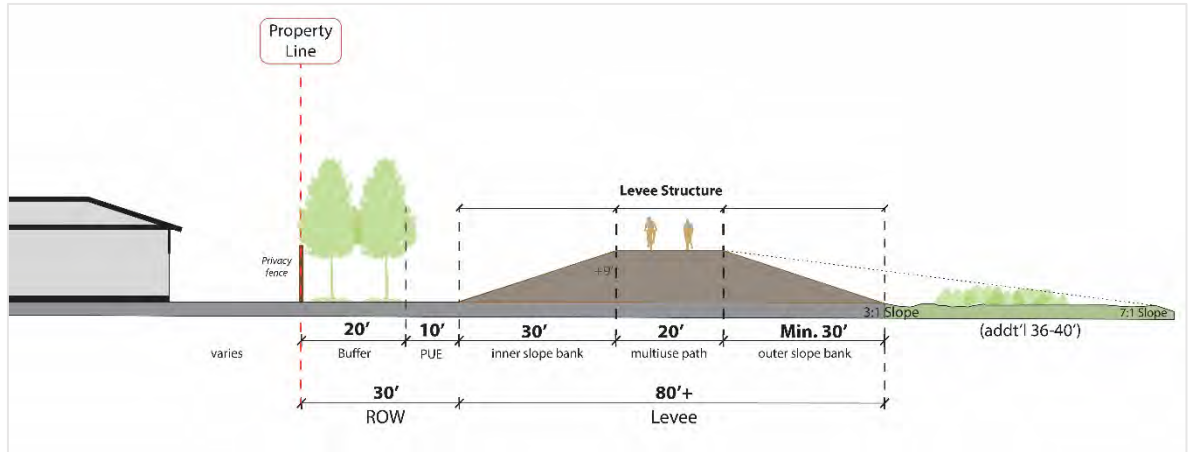 Property
Line
Levee Structure
Privacy
fence
+9'
3:1 Slope
7:1 Slope
20'
10'
30'
20'
Min. 30'
(addt'l 36-40')
varies
Buffer
PUE
inner slope bank
multiuse path
outer slope bank
30'
80'+
ROW
Levee